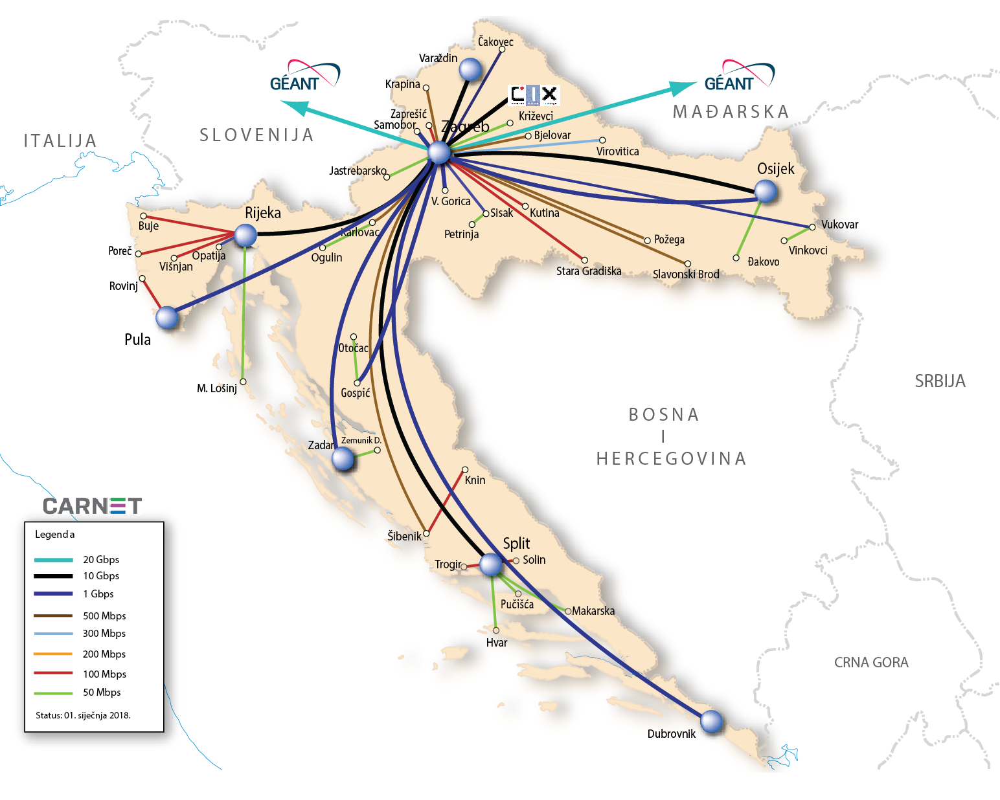 Čakovec
Varaždin
GÉANT
GÉANT
Krapina
CIX
MAĐARSKA
Zaprešić
Križevci
Samobor
Zagreb
SLOVENIJA
ITALIJA
Bjelovar
Virovitica
Jastrebarsko
Osijek
V. Gorica
Rijeka
Sisak
Kutina
Buje
Karlovac
Petrinja
Vukovar
Požega
Poreč
Opatija
Vinkovci
Višnjan
Ogulin
Đakovo
Stara Gradiška
Slavonski Brod
Rovinj
Pula
Otočac
M. Lošinj
Gospić
SRBIJA
BOSNA
I
HERCEGOVINA
Zadar
Zemunik D.
Knin
CARNET
Legenda
20 Gbps
10 Gbps
1 Gbps
500 Mbps
300 Mbps
200 Mbps
100 Mbps
50 Mbps
Status: 01. siječnja 2018.
Šibenik
Split
Trogir
Solin
Pučišća
Makarska
Hvar
CRNA GORA
Dubrovnik